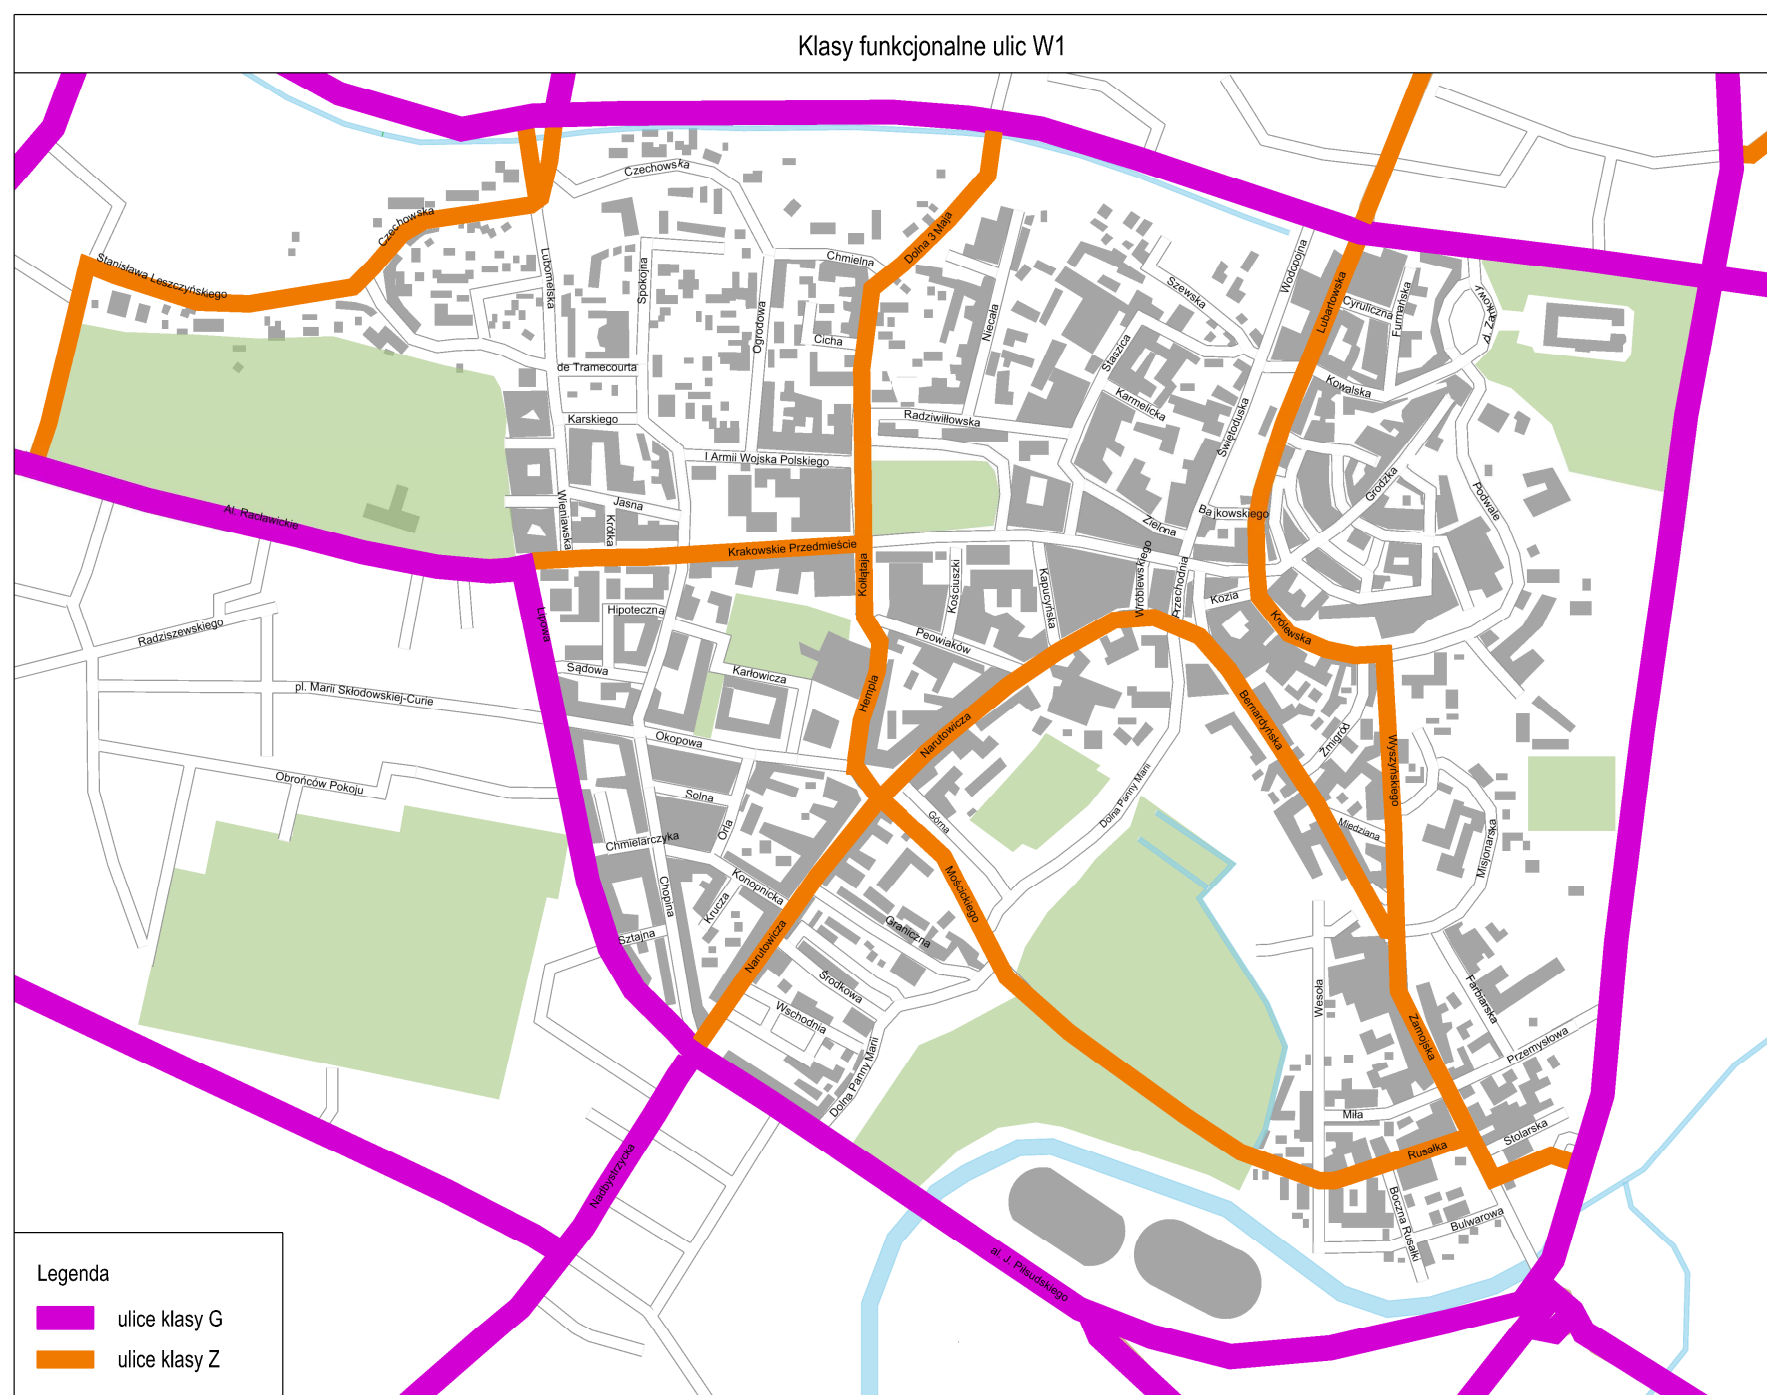 Klasy funkcjonalne ulic W1
Czechowska
Czechowska
Stanisława Leszczyńskiego
Lubomelska
Spokojna
Ogrodowa
Chmielna
Dolna 3 Maja
Niecała
Cicha
de Tramecourta
Karskiego
I Armii Wojska Polskiego
Radziwiłłowska
Staszica
Karmelicka
Szewska
Wodopojna
Świętoduska
Lubartowska
Cyruliczna
Furmańska
pl. Zamkowy
Kowalska
Grodzka
Podwale
Bajkowskiego
Zielona
Al. Racławickie
Wieniawska
Jasna
Krótka
Krakowskie Przedmieście
Kołłątaja
Kościuszki
Kapucyńska
Wróblewskiego
Przechodnia
Kozia
Królewska
Radziszewskiego
Lipowa
Hipoteczna
Sądowa
Karłowicza
Peowiaków
Hempla
pl. Marii Skłodowskiej-Curie
Okopowa
Narutowicza
Bernardyńska
Żmigród
Wyszyńskiego
Obrońców Pokoju
Solna
Orla
Górna
Dolna Panny Marii
Miedziana
Misjonarska
Chmielarczyka
Chopina
Konopnicka
Krucza
Mościckiego
Graniczna
Sztajna
Narutowicza
Środkowa
Wschodnia
Dolna Panny Marii
Wesoła
Farbiarska
Zamojska
Przemysłowa
Miła
Stolarska
Rusałka
Boczna Rusałki
Bulwarowa
Nadbystrzycka
al. J. Piłsudskiego
Legenda
ulice klasy G
ulice klasy Z